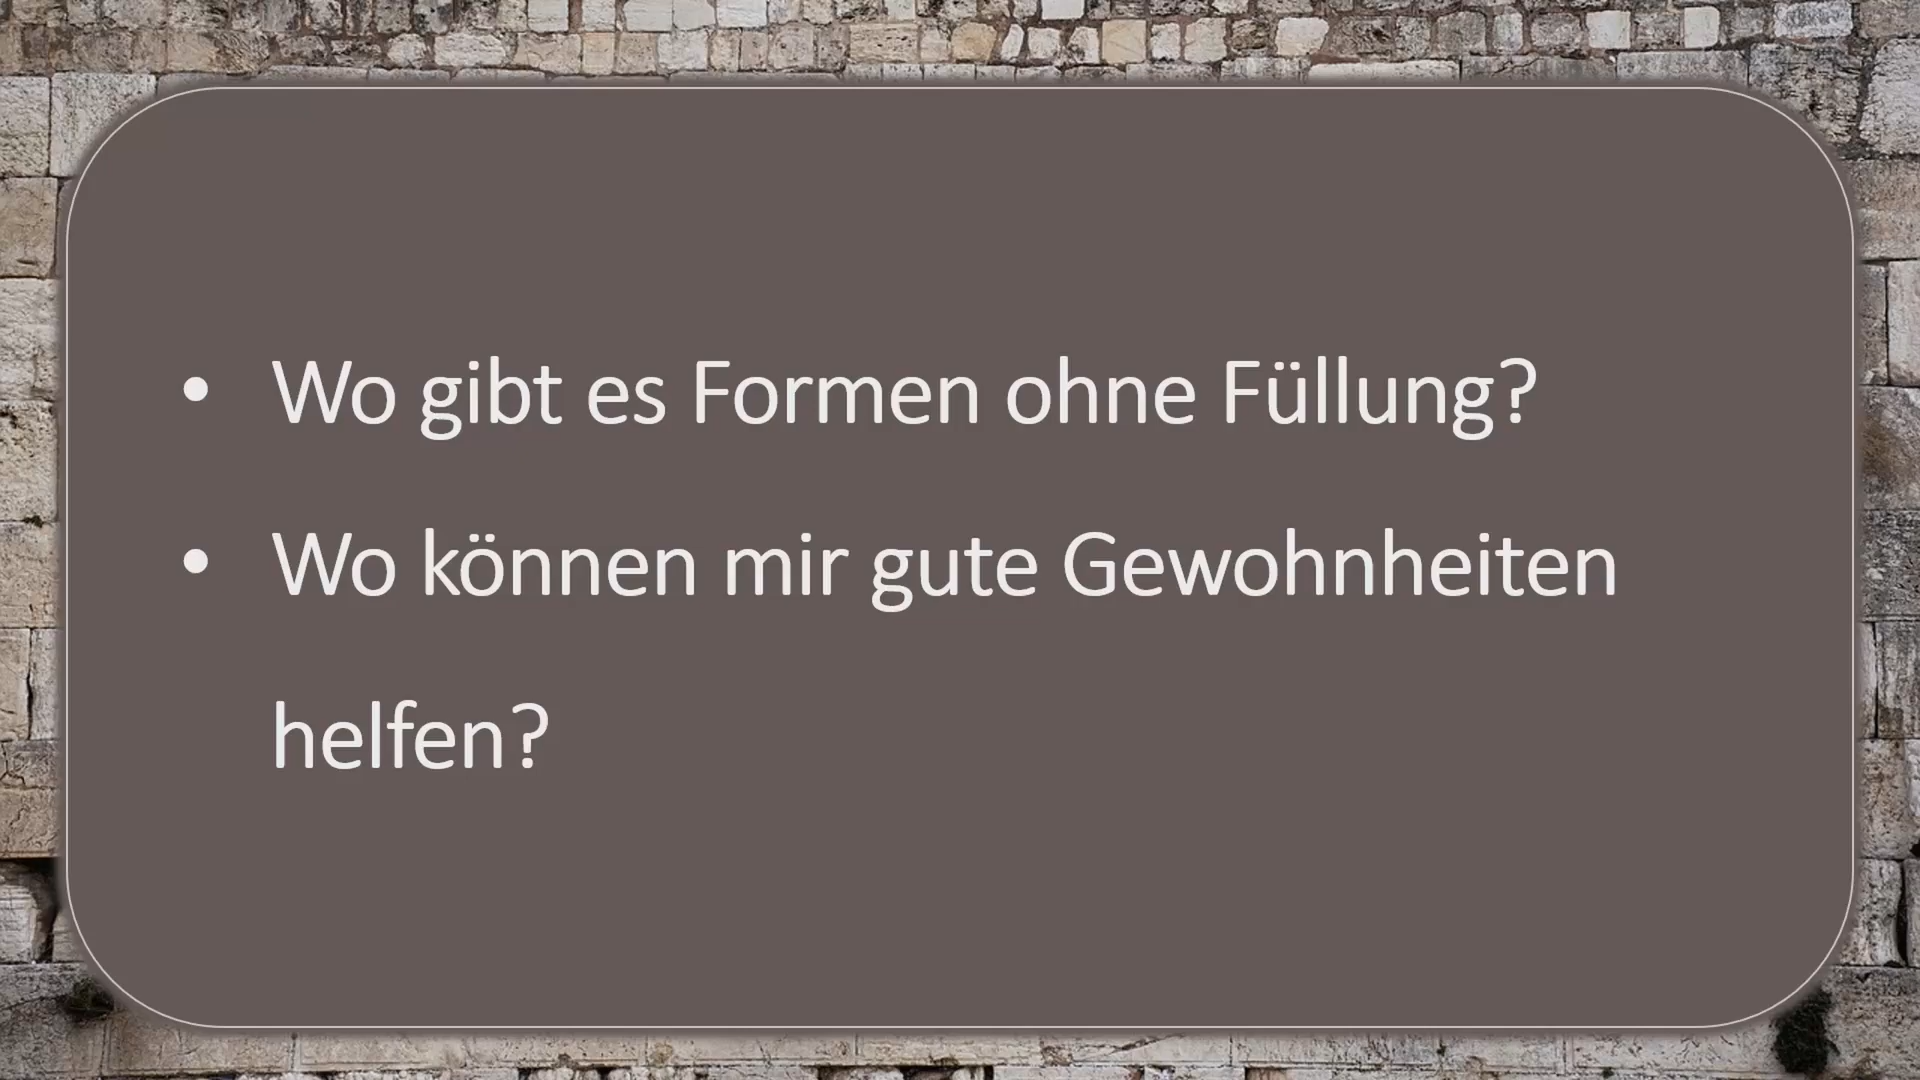 • Wo gibt es Formen ohne Füllung?
• Wo können mir gute Gewohnheiten
helfen?